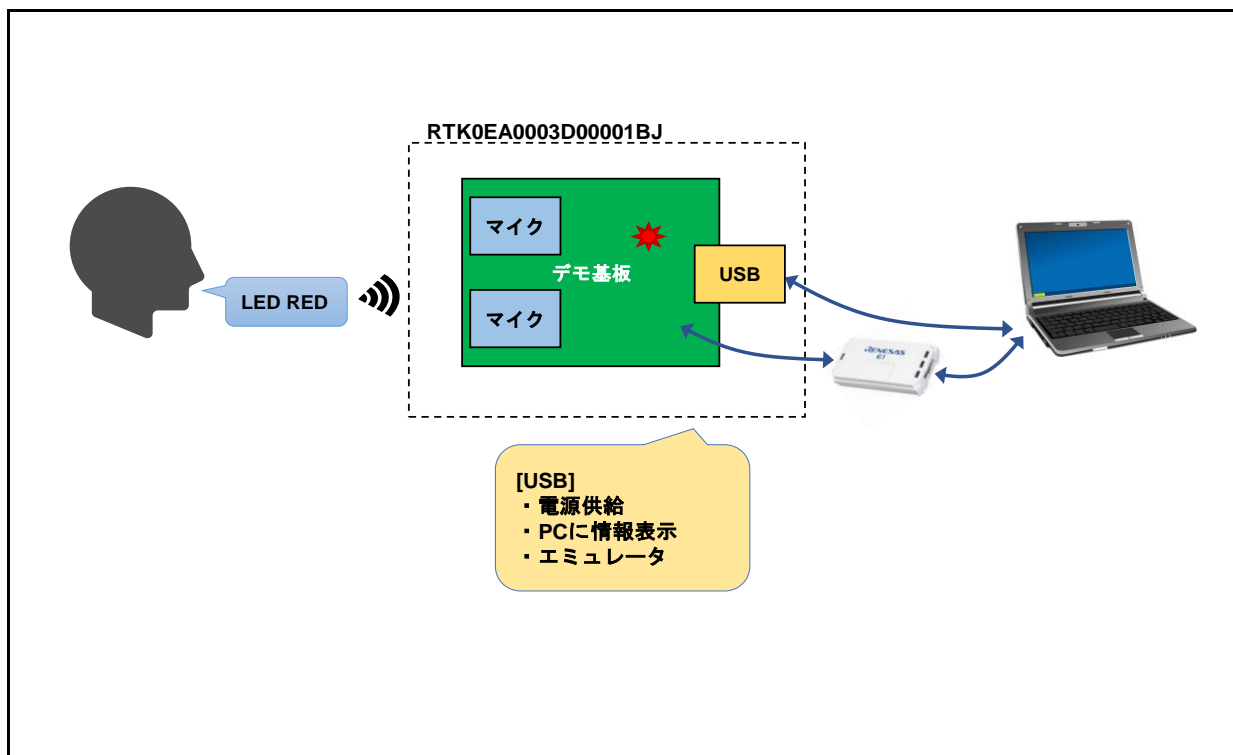 RTK0EA0003D00001BJ
マイク
デモ基板
マイク
USB
LED RED
RENESAS
E1
[USB]
・電源供給
・PCに情報表示
・エミュレータ